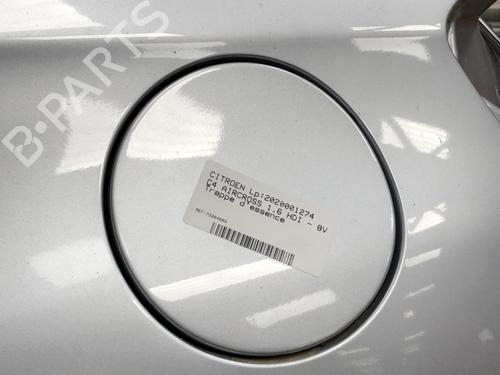 B-PARTS
CITROEN Lp:2020001274
C4 AIRCROSS 1.6 HDI - 8V
Trappe d'essence